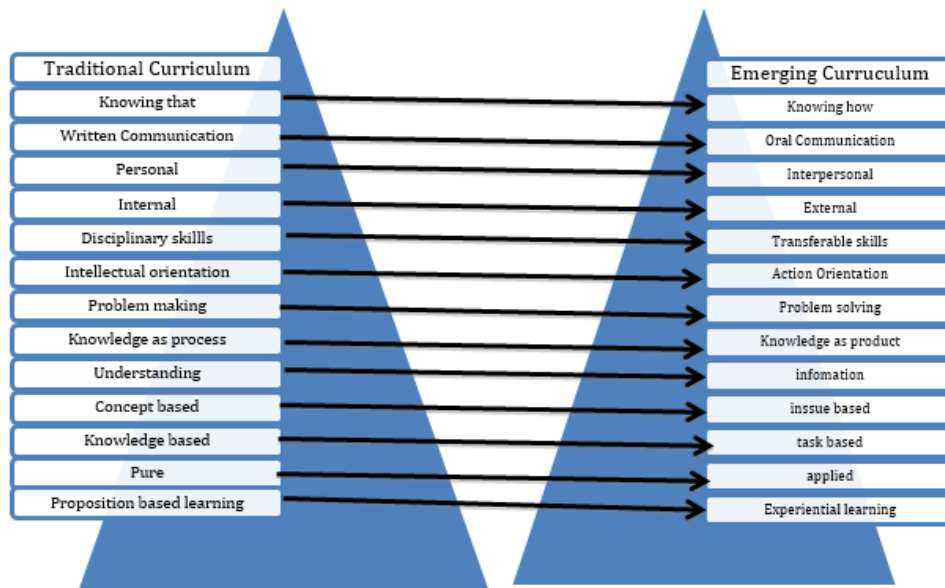 Traditional Curriculum
Knowing that
Written Communication
Personal
Internal
Disciplinary skillls
Intellectual orientation
Problem making
Knowledge as process
Understanding
Concept based
Knowledge based
Pure
Proposition based learning
Emerging Curruculum
Knowing how
Oral Communication
Interpersonal
External
Transferable skills
Action Orientation
Problem solving
Knowledge as product
infomation
inssue based
task based
applied
Experiential learning